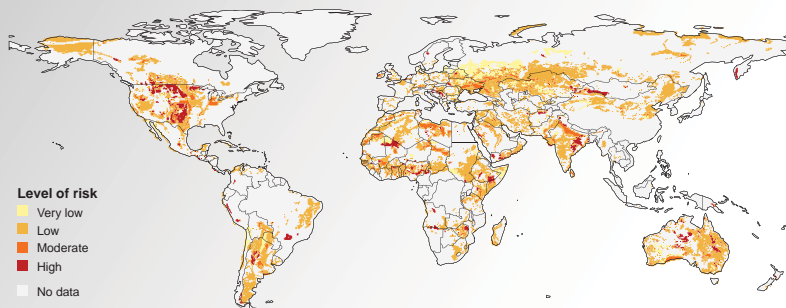 Level of risk
Very low
Low
Moderate
High
No data